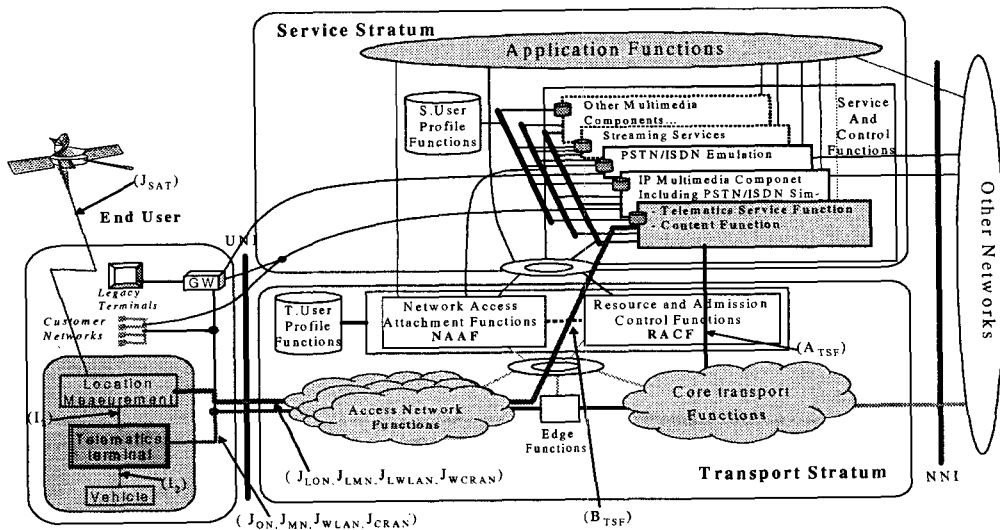 Service Stratum
Application Functions
S.User
Profile
Functions
Other Multimedia
Components...
Streaming Services
PSTN/ISDN Emulation
IP Multimedia Componet
Including PSTN/ISDN Sim-
- Telematics Service Function
- Content Function
Service
And
Control
Functions
Other Networks
(J_SAT)
End User
UNI
GW
Legacy
Terminals
Customer
Networks
T.User
Profile
Functions
Network Access
Attachment Functions
NAAF
Resource and Admission
Control Functions
RACF
(A_TSF)
Location
Measurement
Telematics
terminal
(I_2)
Vehicle
Access Network
Functions
Edge
Functions
Core transport
Functions
(J_LON, J_LMN, J_LWLAN, J_WCRAN)
Transport Stratum
NNI
(J_ON, J_MN, J_WLAN, J_CRAN)
(B_TSF)